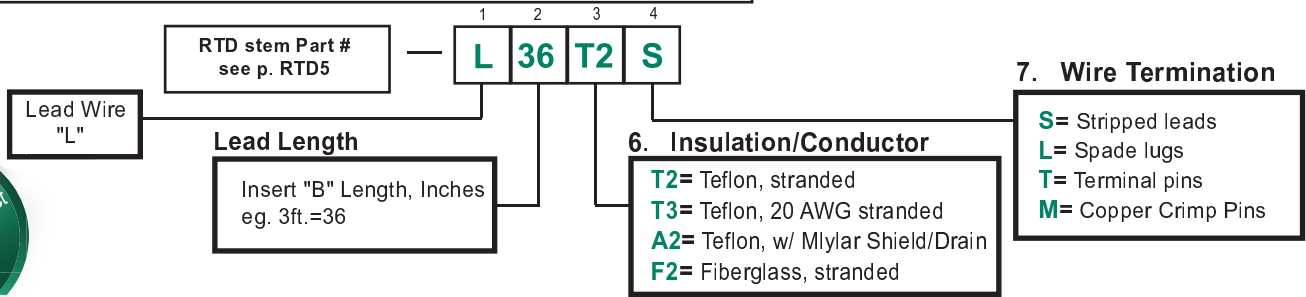 1 2 3 4
RTD stem Part #
see p. RTD5
L 36 T2 S
Lead Wire
"L"
Lead Length
Insert "B" Length, Inches
eg. 3ft.=36
6. Insulation/Conductor
T2= Teflon, stranded
T3= Teflon, 20 AWG stranded
A2= Teflon, w/ Mlylar Shield/Drain
F2= Fiberglass, stranded
7. Wire Termination
S= Stripped leads
L= Spade lugs
T= Terminal pins
M= Copper Crimp Pins